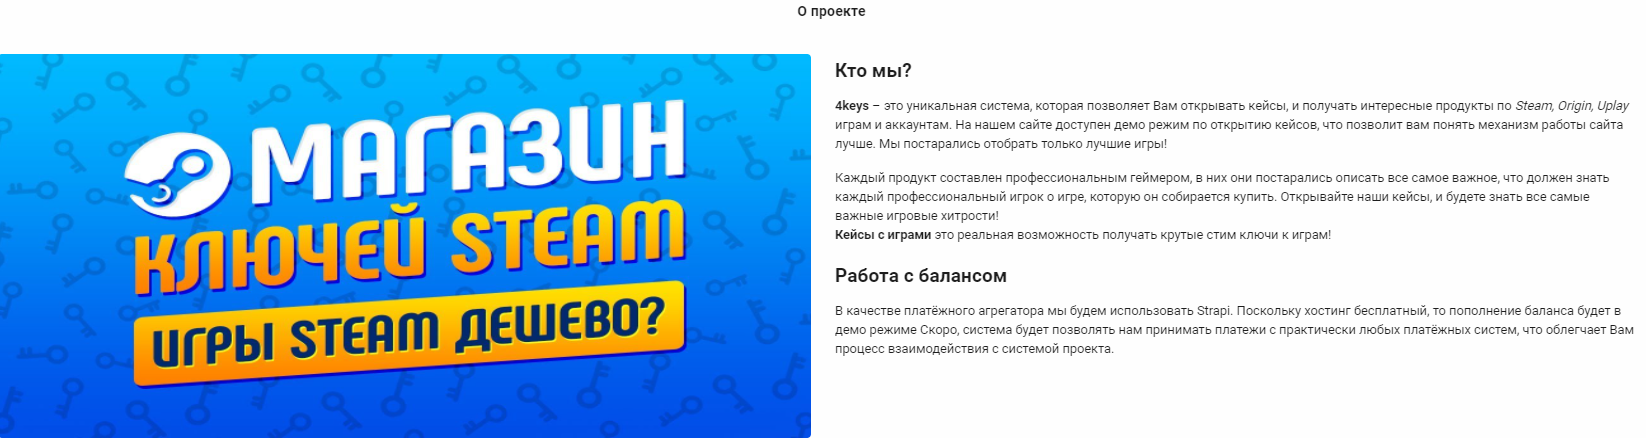 О проекте
МАГАЗИН
КЛЮЧЕЙ STEAM
ИГРЫ STEAM ДЕШЕВО?
Кто мы?
4keys – это уникальная система, которая позволяет Вам открывать кейсы, и получать интересные продукты по Steam, Origin, Uplay
играм и аккаунтам. На нашем сайте доступен демо режим по открытию кейсов, что позволит вам понять механизм работы сайта
лучше. Мы постарались отобрать только лучшие игры!
Каждый продукт составлен профессиональным геймером, в них они постарались описать все самое важное, что должен знать
каждый профессиональный игрок о игре, которую он собирается купить. Открывайте наши кейсы, и будете знать все самые
важные игровые хитрости!
Кейсы с играми это реальная возможность получать крутые стим ключи к играм!
Работа с балансом
В качестве платёжного агрегатора мы будем использовать Strapi. Поскольку хостинг бесплатный, то пополнение баланса будет в
демо режиме Скоро, система будет позволять нам принимать платежи с практически любых платёжных систем, что облегчает Вам
процесс взаимодействия с системой проекта.